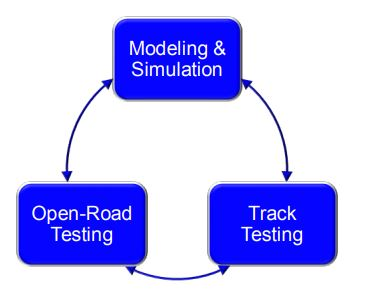 Modeling &
Simulation
Open-Road
Testing
Track
Testing